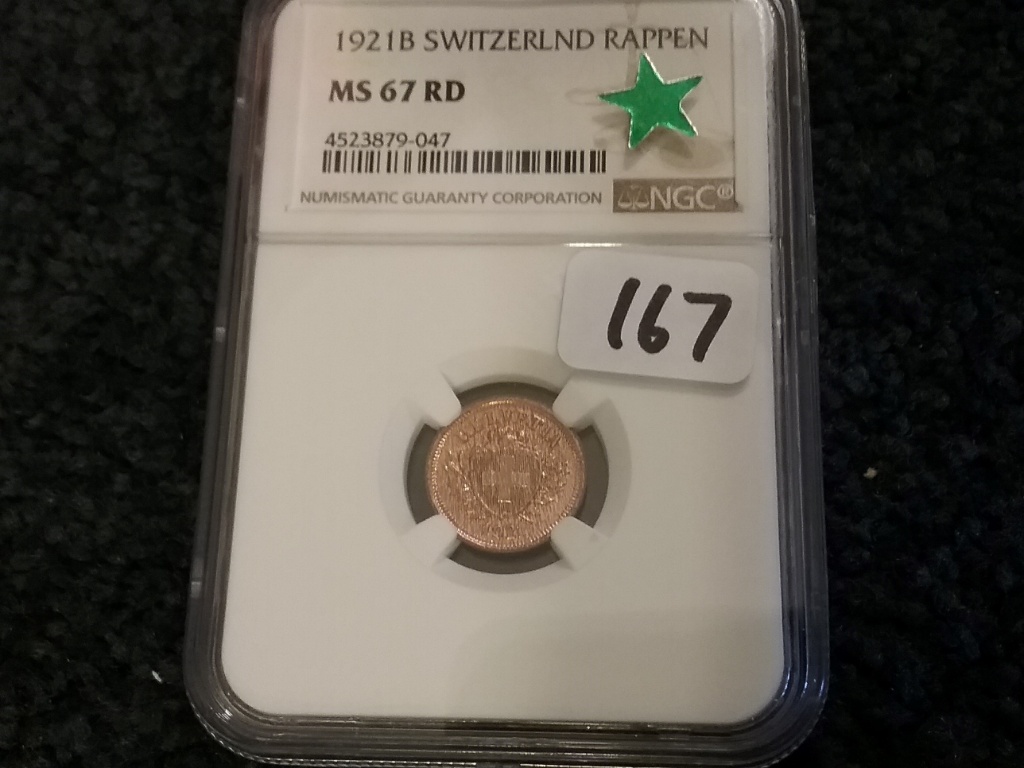 1921B SWITZERLND RAPPEN
MS 67 RD
4523879-047
NUMISMATIC GUARANTY CORPORATION NGC®
167